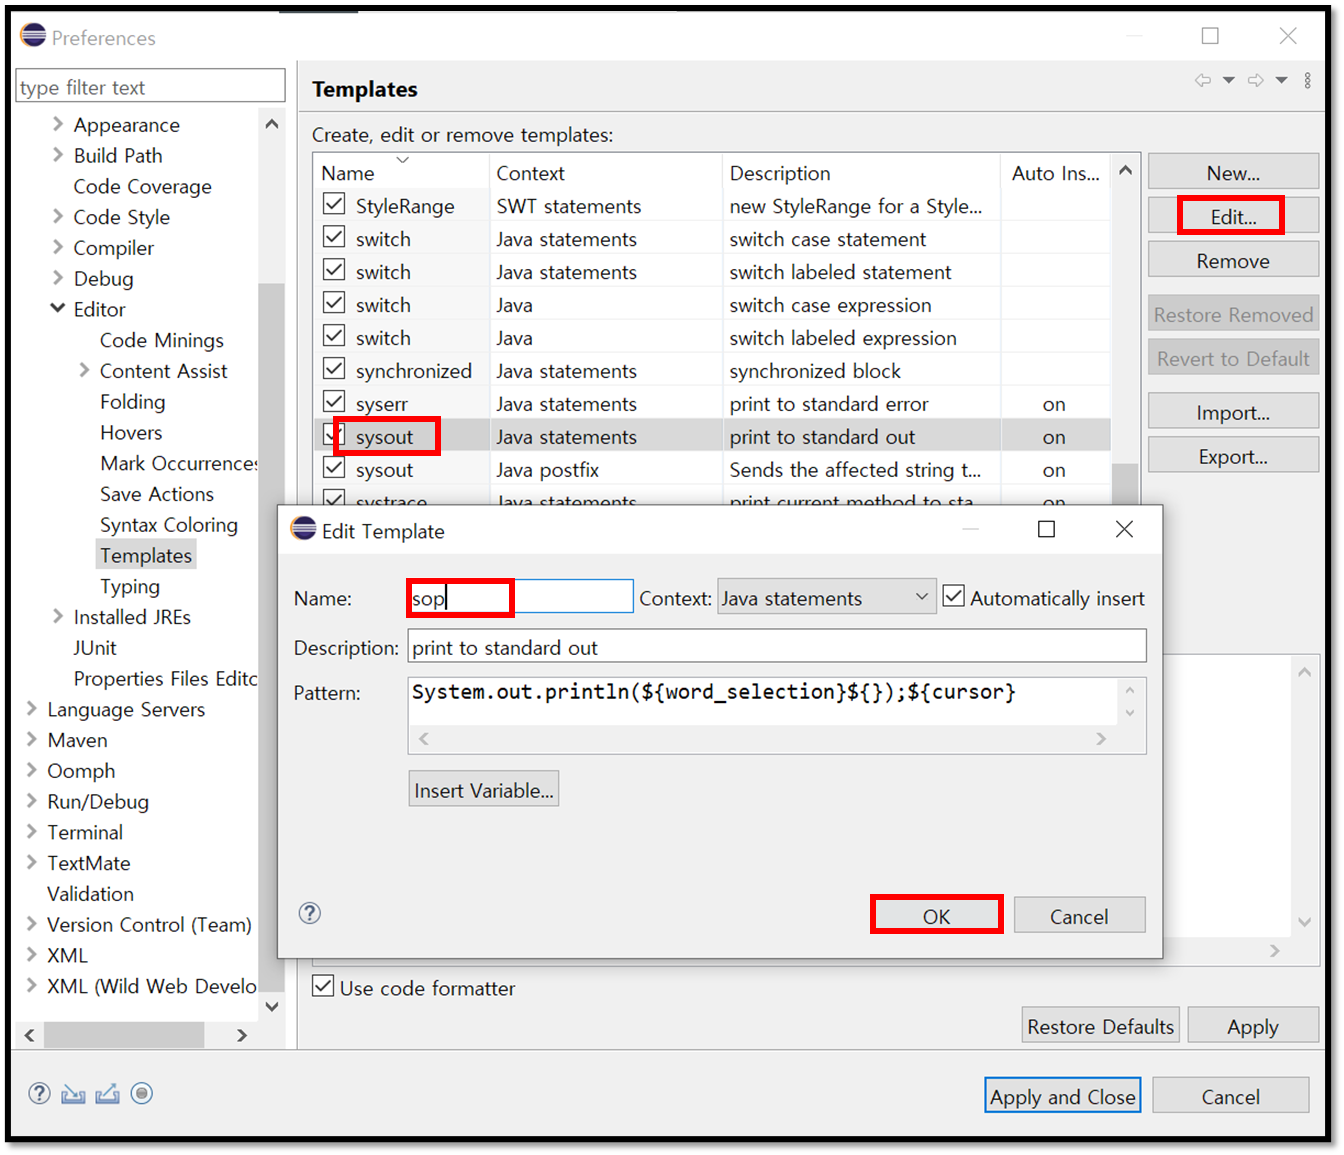 Preferences
type filter text
Appearance
Build Path
Code Coverage
Code Style
Compiler
Debug
Editor
Code Minings
Content Assist
Folding
Hovers
Mark Occurrences
Save Actions
Syntax Coloring
Templates
Typing
Installed JREs
JUnit
Properties Files Edito
Language Servers
Maven
Oomph
Run/Debug
Terminal
TextMate
Validation
Version Control (Team)
XML
XML (Wild Web Develo
Templates
Create, edit or remove templates:
Name Context Description Auto Ins...
StyleRange SWT statements new StyleRange for a Style...
switch Java statements switch case statement
switch Java statements switch labeled statement
switch Java switch case expression
switch Java switch labeled expression
synchronized Java statements synchronized block
syserr Java statements print to standard error on
sysout Java statements print to standard out on
sysout Java postfix Sends the affected string t... on
systrace Java statements print current method to sta... on
New...
Edit...
Remove
Restore Removed
Revert to Default
Import...
Export...
Edit Template
Name: sop Context: Java statements Automatically insert
Description: print to standard out
Pattern: System.out.println(${word_selection}${});${cursor}
Insert Variable...
OK Cancel
Use code formatter
Restore Defaults Apply
Apply and Close Cancel